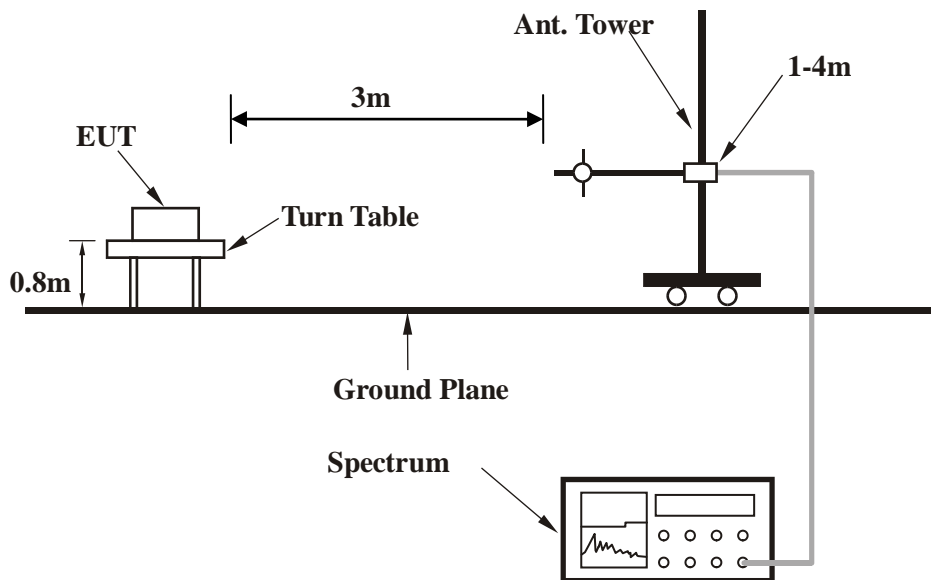 Ant. Tower
1-4m
3m
EUT
Turn Table
0.8m
Ground Plane
Spectrum